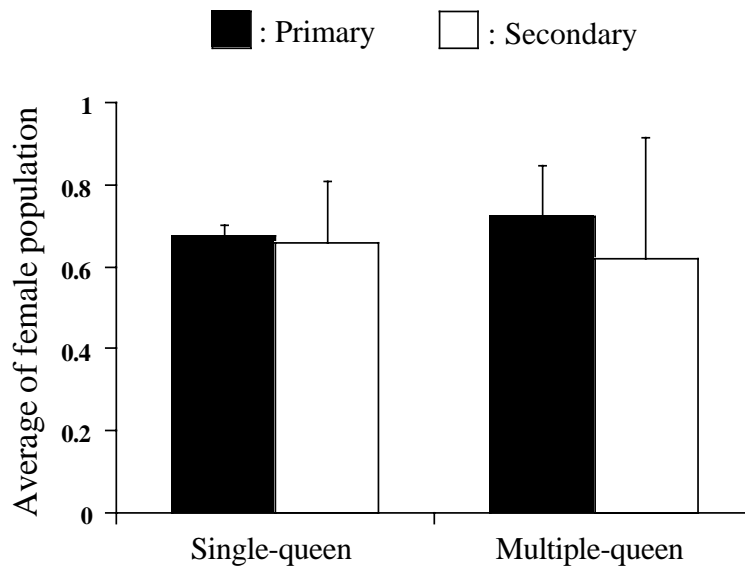 : Primary : Secondary
Average of female population
1
0.8
0.6
0.4
0.2
0
Single-queen Multiple-queen